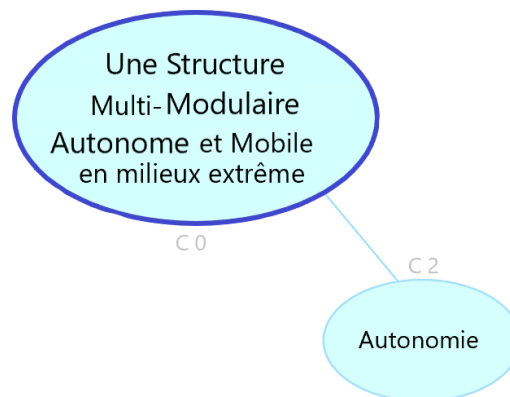 Une Structure
Multi-Modulaire
Autonome et Mobile
en milieux extrême
C 0
C 2
Autonomie